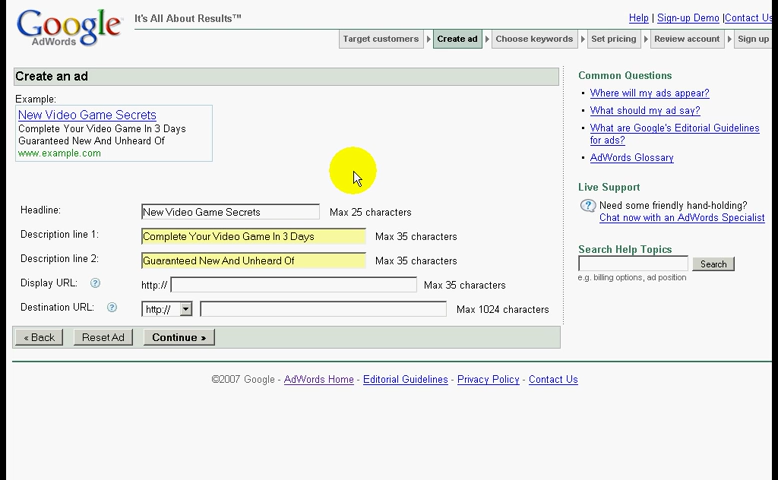 Google
AdWords
It's All About Results™
Help | Sign-up Demo |Contact Us
Target customers
Create ad
Choose keywords
Set pricing
Review account
Sign up
Create an ad
Example:
New Video Game Secrets
Complete Your Video Game In 3 Days
Guaranteed New And Unheard Of
www.example.com
Headline: New Video Game Secrets Max 25 characters
Description line 1: Complete Your Video Game In 3 Days Max 35 characters
Description line 2: Guaranteed New And Unheard Of Max 35 characters
Display URL: ? http:// Max 35 characters
Destination URL: ? http:// Max 1024 characters
« Back Reset Ad Continue »
Common Questions
• Where will my ads appear?
• What should my ad say?
• What are Google's Editorial Guidelines
for ads?
• AdWords Glossary
Live Support
? Need some friendly hand-holding?
Chat now with an AdWords Specialist
Search Help Topics
Search
e.g. billing options, ad position
©2007 Google - AdWords Home - Editorial Guidelines - Privacy Policy - Contact Us